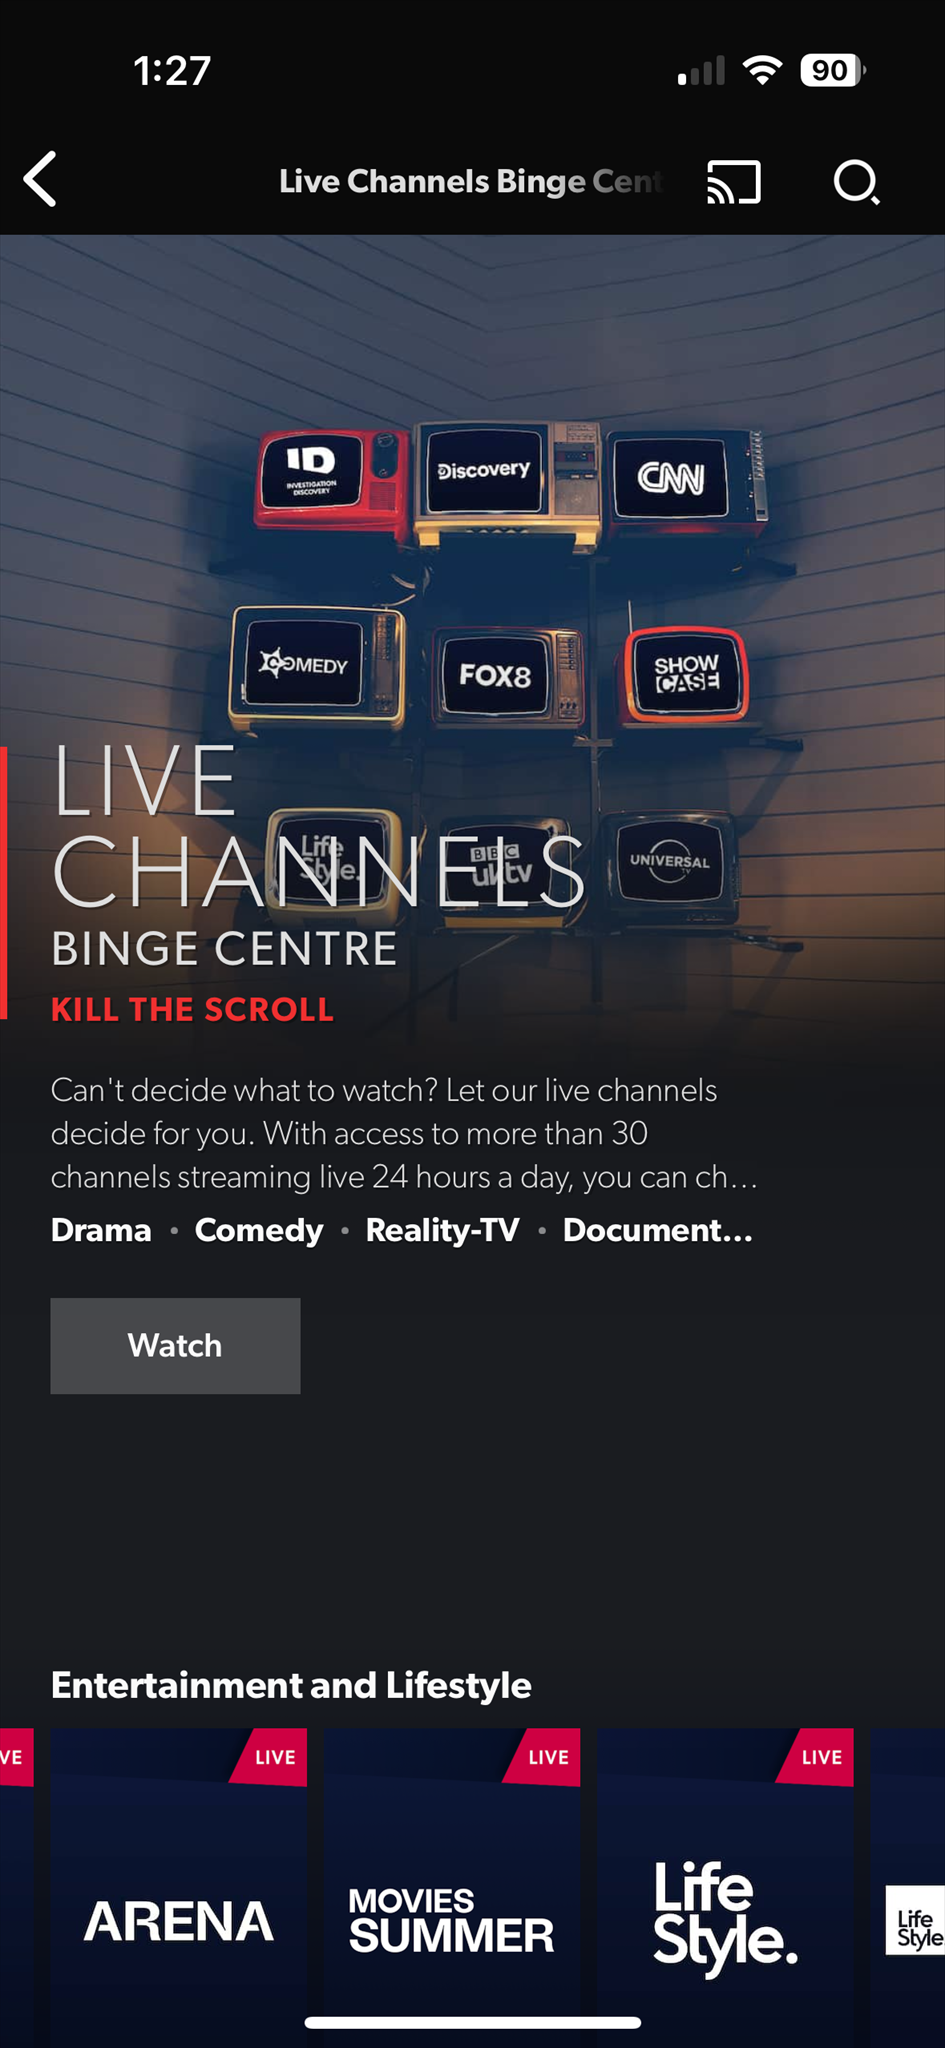 1:27
90
Live Channels Binge Cent
ID
INVESTIGATION
DISCOVERY
Discovery
CNN
COMEDY
FOX8
SHOW
CASE
Life
Style.
BBC
uktv
UNIVERSAL
TV
LIVE
CHANNELS
BINGE CENTRE
KILL THE SCROLL
Can't decide what to watch? Let our live channels
decide for you. With access to more than 30
channels streaming live 24 hours a day, you can ch...
Drama • Comedy • Reality-TV • Document...
Watch
Entertainment and Lifestyle
VE
LIVE
LIVE
LIVE
ARENA
MOVIES
SUMMER
Life
Style.
Life
Style